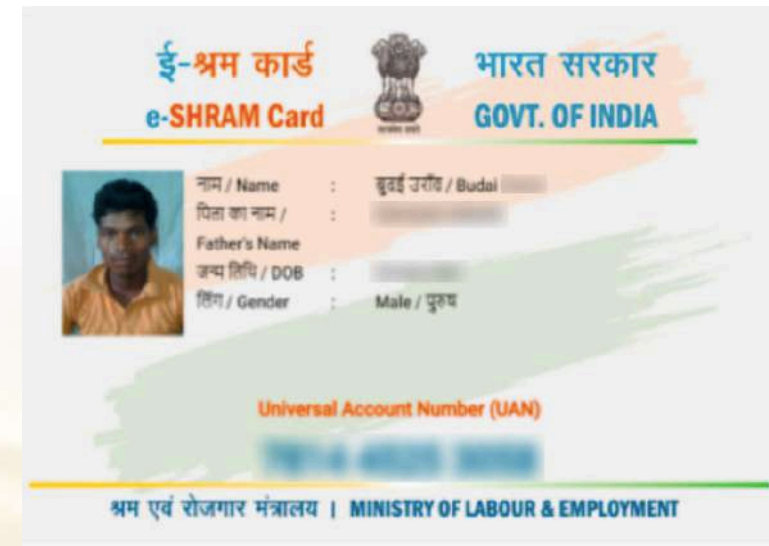 ई-श्रम कार्ड
e-SHRAM Card
भारत सरकार
GOVT. OF INDIA
नाम / Name : बुदई उरॉव / Budai
पिता का नाम / :
Father's Name
जन्म तिथि / DOB :
लिंग / Gender : Male / पुरुष
Universal Account Number (UAN)
श्रम एवं रोजगार मंत्रालय | MINISTRY OF LABOUR & EMPLOYMENT